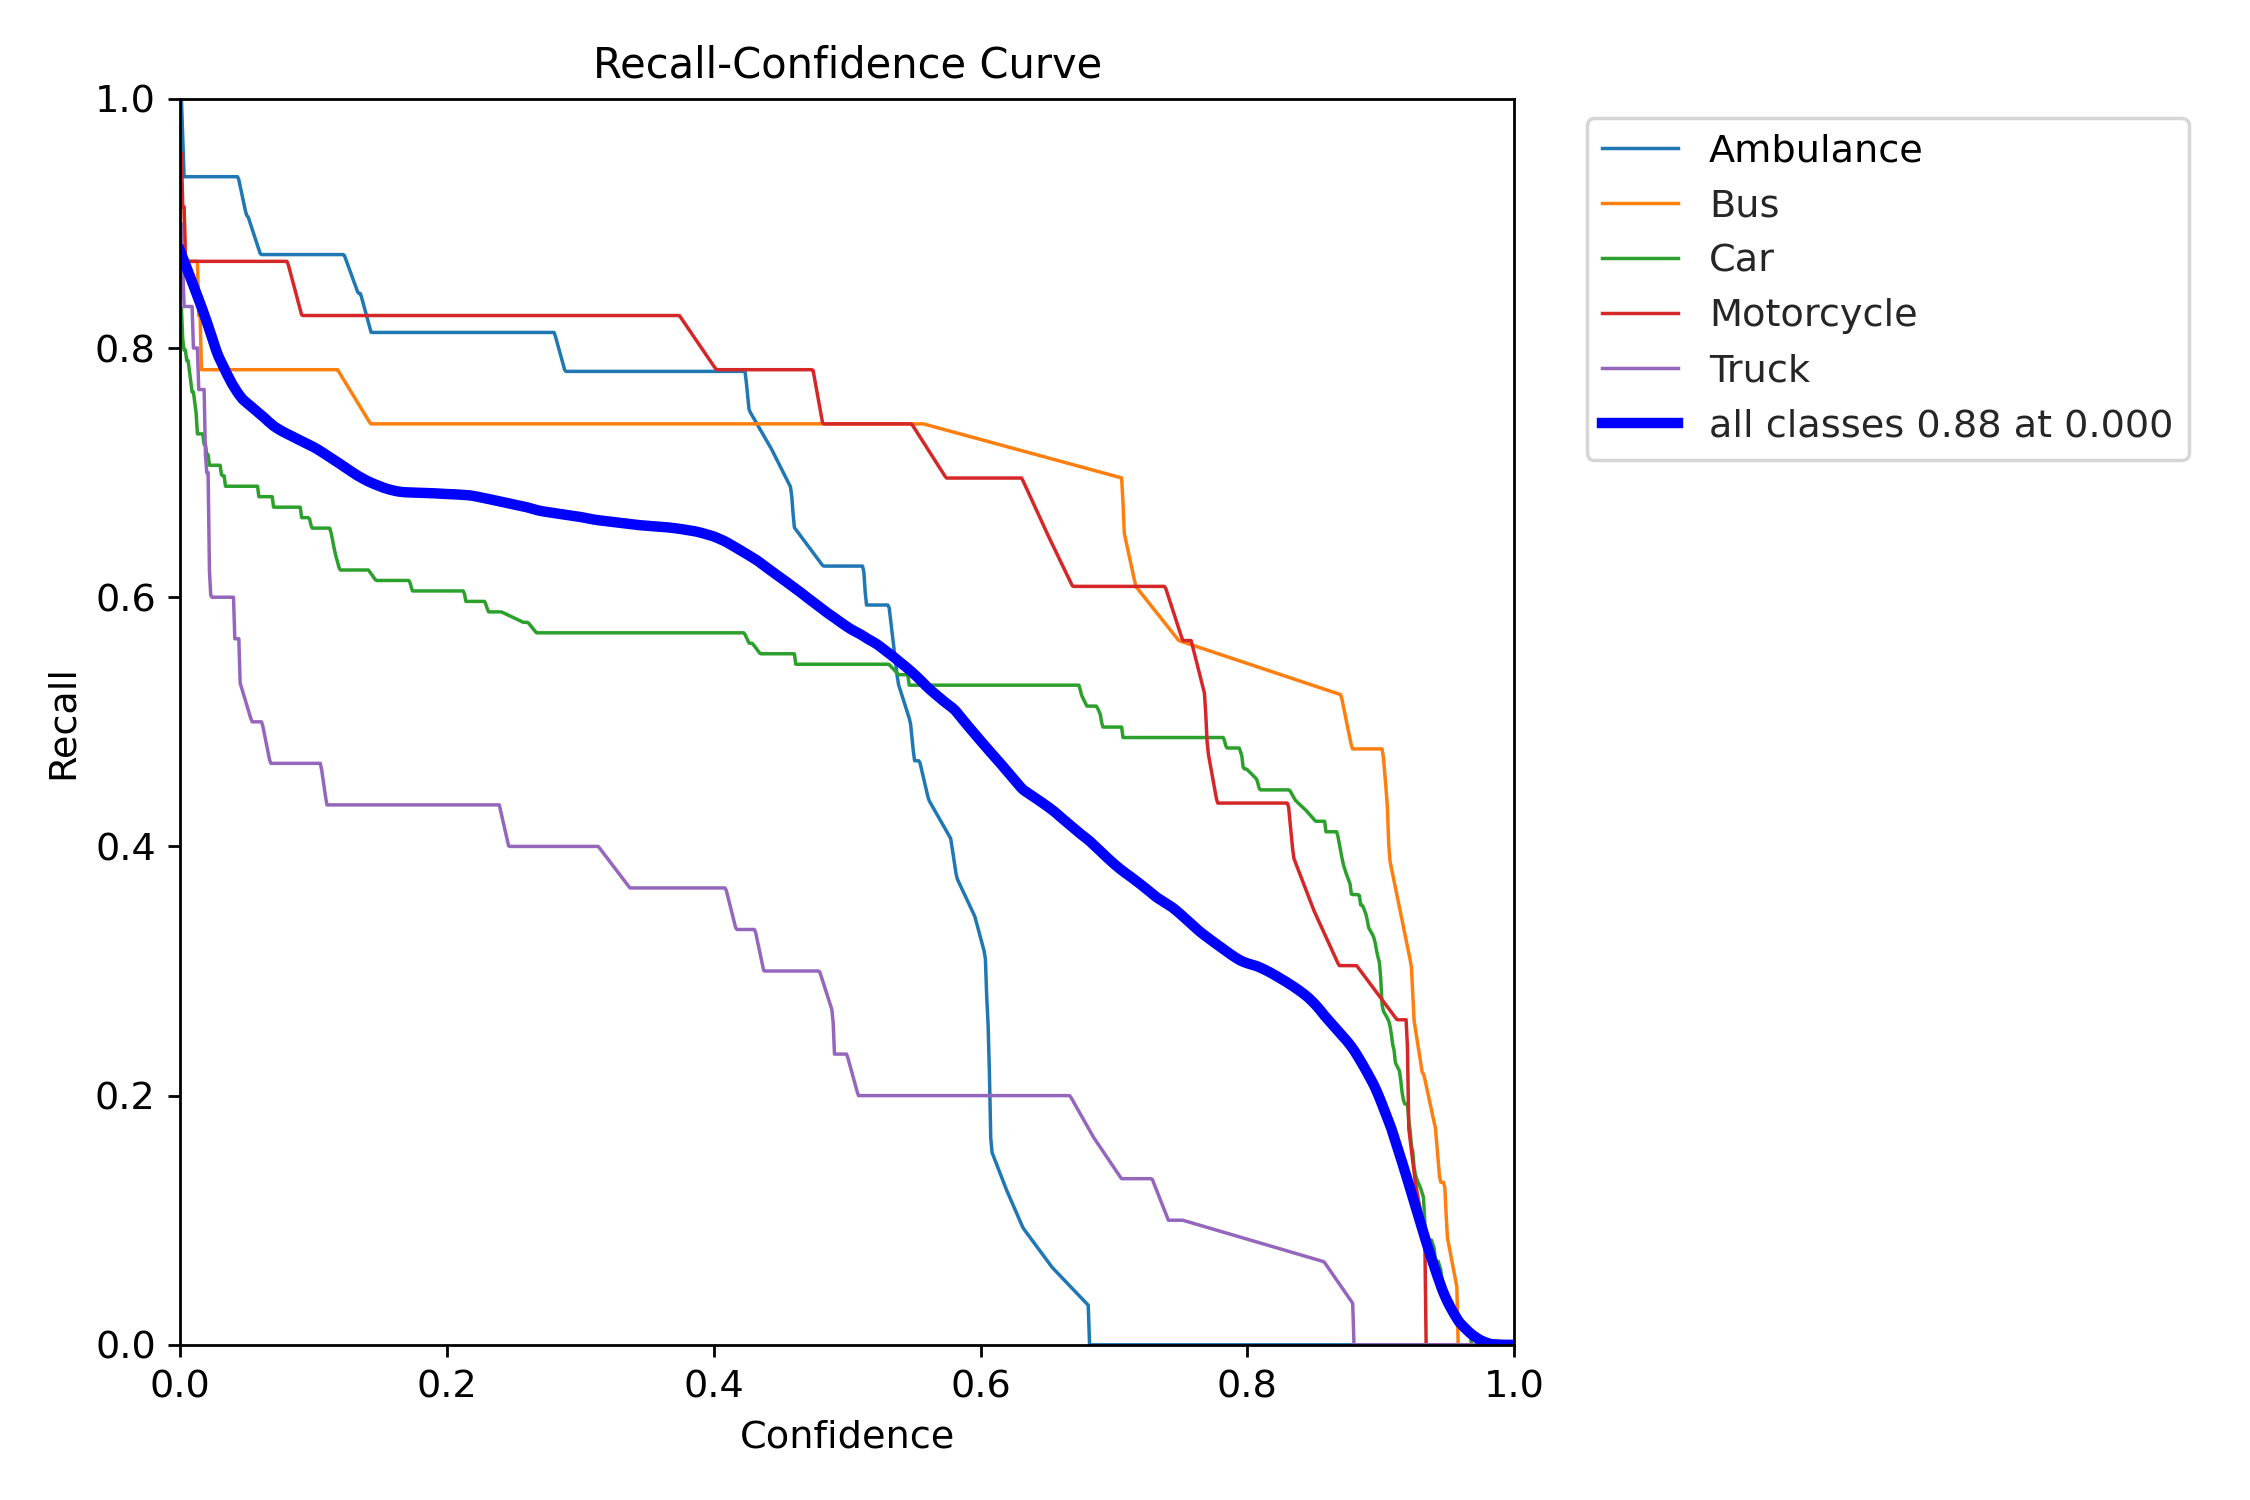 Recall-Confidence Curve
1.0
0.8
0.6
0.4
0.2
0.0
Recall
0.0 0.2 0.4 0.6 0.8 1.0
Confidence
Ambulance
Bus
Car
Motorcycle
Truck
all classes 0.88 at 0.000